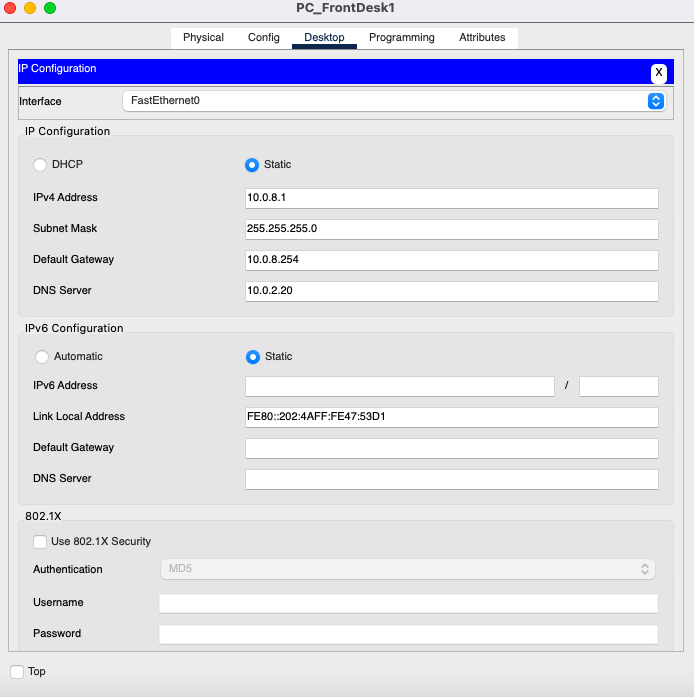 PC_FrontDesk1
Physical Config Desktop Programming Attributes
IP Configuration X
Interface FastEthernet0
IP Configuration
DHCP Static
IPv4 Address 10.0.8.1
Subnet Mask 255.255.255.0
Default Gateway 10.0.8.254
DNS Server 10.0.2.20
IPv6 Configuration
Automatic Static
IPv6 Address /
Link Local Address FE80::202:4AFF:FE47:53D1
Default Gateway
DNS Server
802.1X
Use 802.1X Security
Authentication MD5
Username
Password
Top